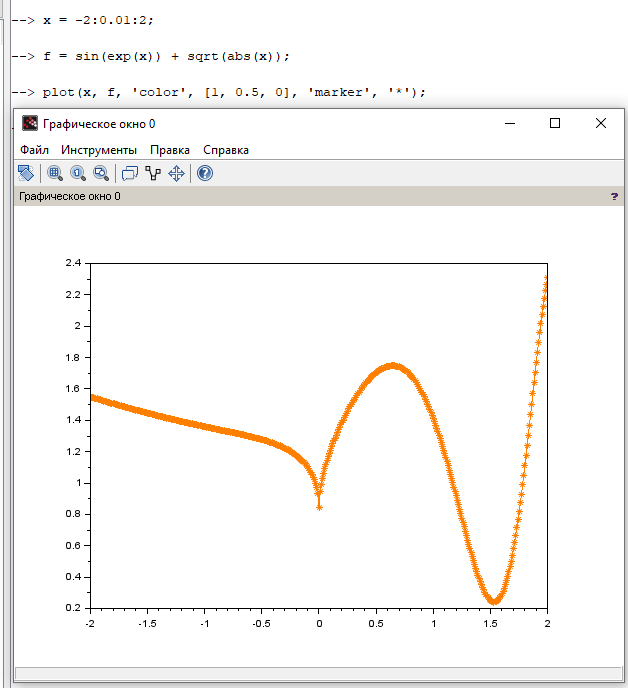 --> x = -2:0.01:2;
--> f = sin(exp(x)) + sqrt(abs(x));
--> plot(x, f, 'color', [1, 0.5, 0], 'marker', '*');
Графическое окно 0
Файл Инструменты Правка Справка
Графическое окно 0 ?
2.4
2.2
2
1.8
1.6
1.4
1.2
1
0.8
0.6
0.4
0.2
-2 -1.5 -1 -0.5 0 0.5 1 1.5 2